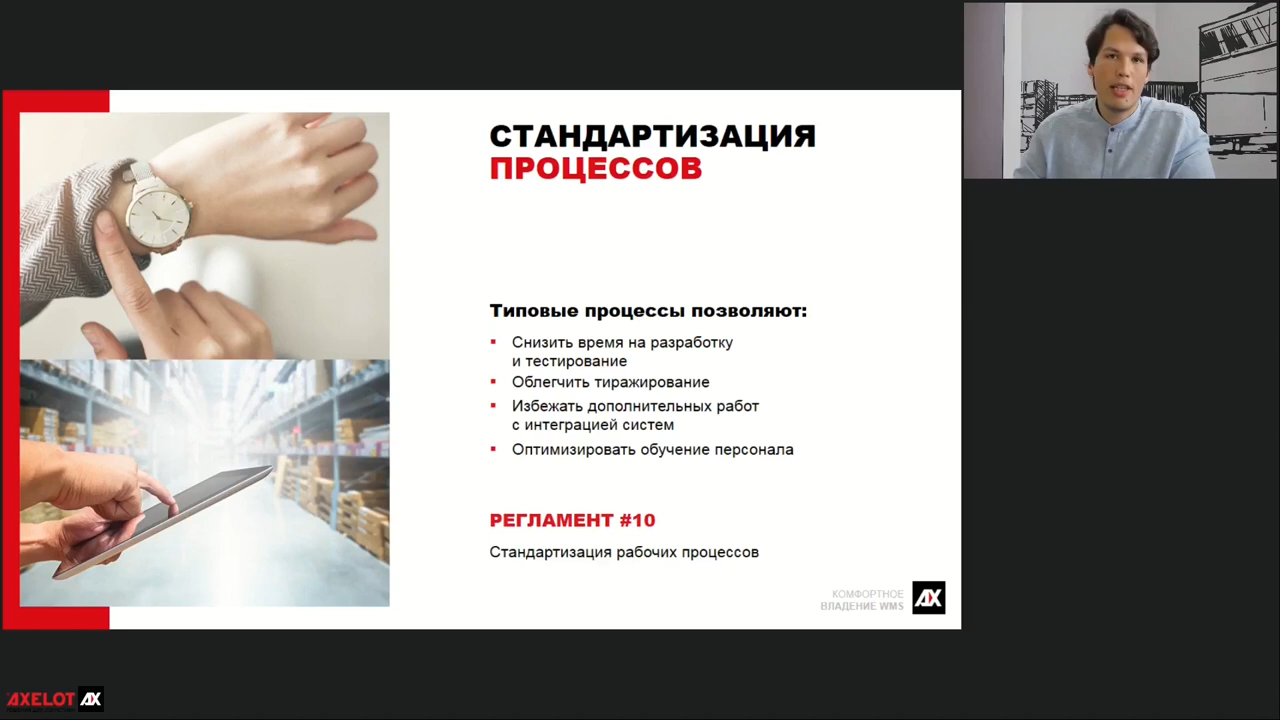 СТАНДАРТИЗАЦИЯ
ПРОЦЕССОВ
Типовые процессы позволяют:
▪ Снизить время на разработку
и тестирование
▪ Облегчить тиражирование
▪ Избежать дополнительных работ
с интеграцией систем
▪ Оптимизировать обучение персонала
РЕГЛАМЕНТ #10
Стандартизация рабочих процессов
КОМФОРТНОЕ
ВЛАДЕНИЕ WMS
AX
AXELOT AX